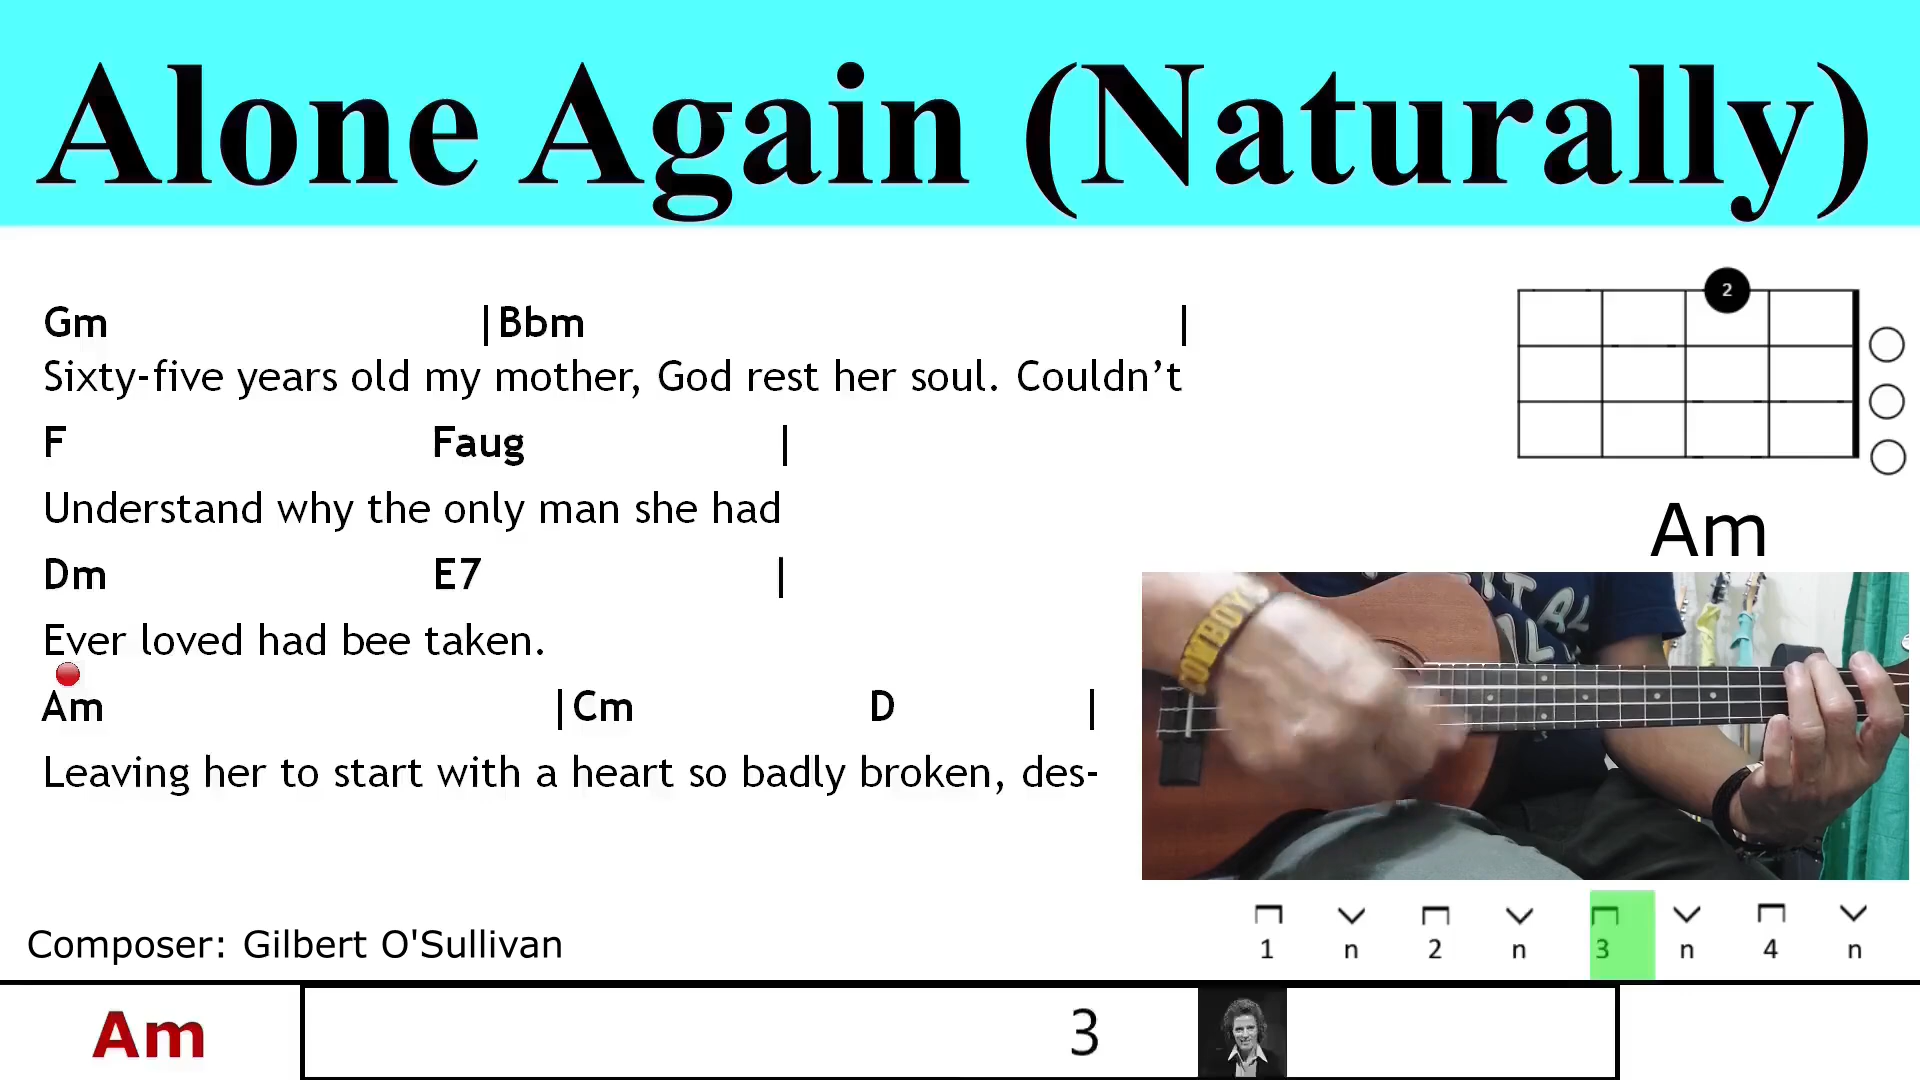 Alone Again (Naturally)
Gm |Bbm |
Sixty-five years old my mother, God rest her soul. Couldn’t
F Faug |
Understand why the only man she had
Dm E7 |
Ever loved had bee taken.
Am |Cm D |
Leaving her to start with a heart so badly broken, des-
2
Am
COWBOYS
1 n 2 n 3 n 4 n
Composer: Gilbert O'Sullivan
Am 3